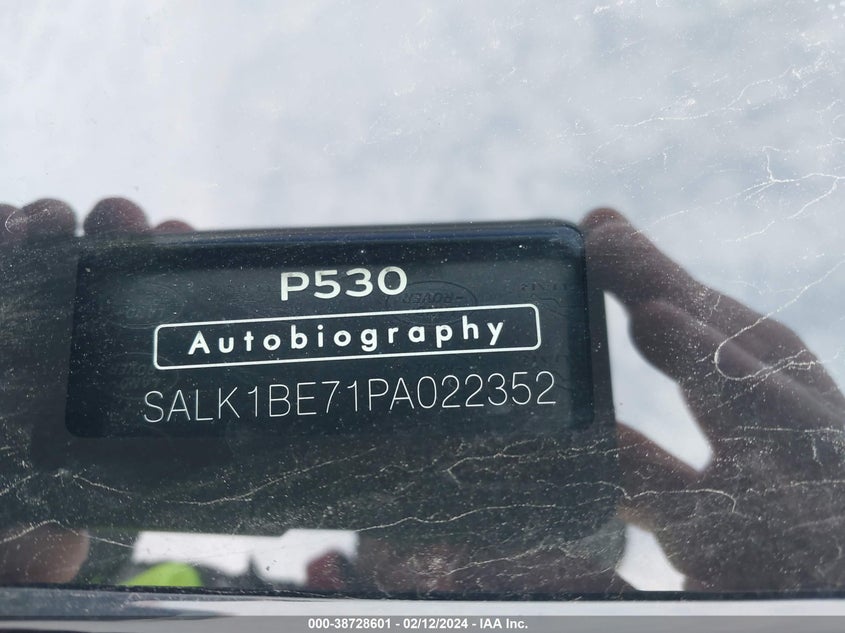 P530
Autobiography
SALK1BE71PA022352
000-38728601 - 02/12/2024 - IAA Inc.